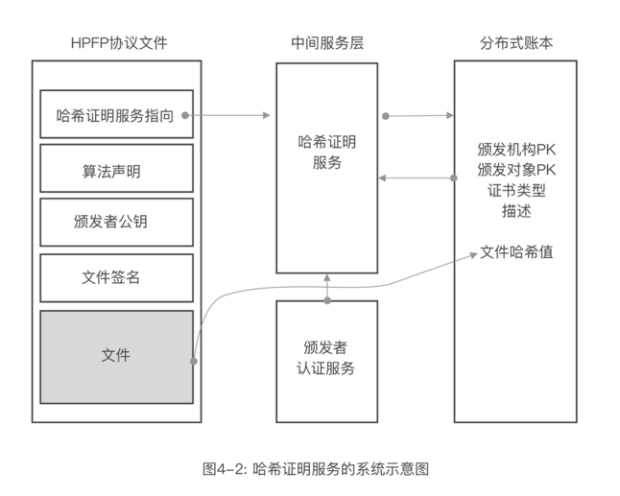 HPFP协议文件
中间服务层
分布式账本
哈希证明服务指向
算法声明
颁发者公钥
文件签名
文件
哈希证明
服务
颁发者
认证服务
颁发机构PK
颁发对象PK
证书类型
描述
文件哈希值
图4-2: 哈希证明服务的系统示意图